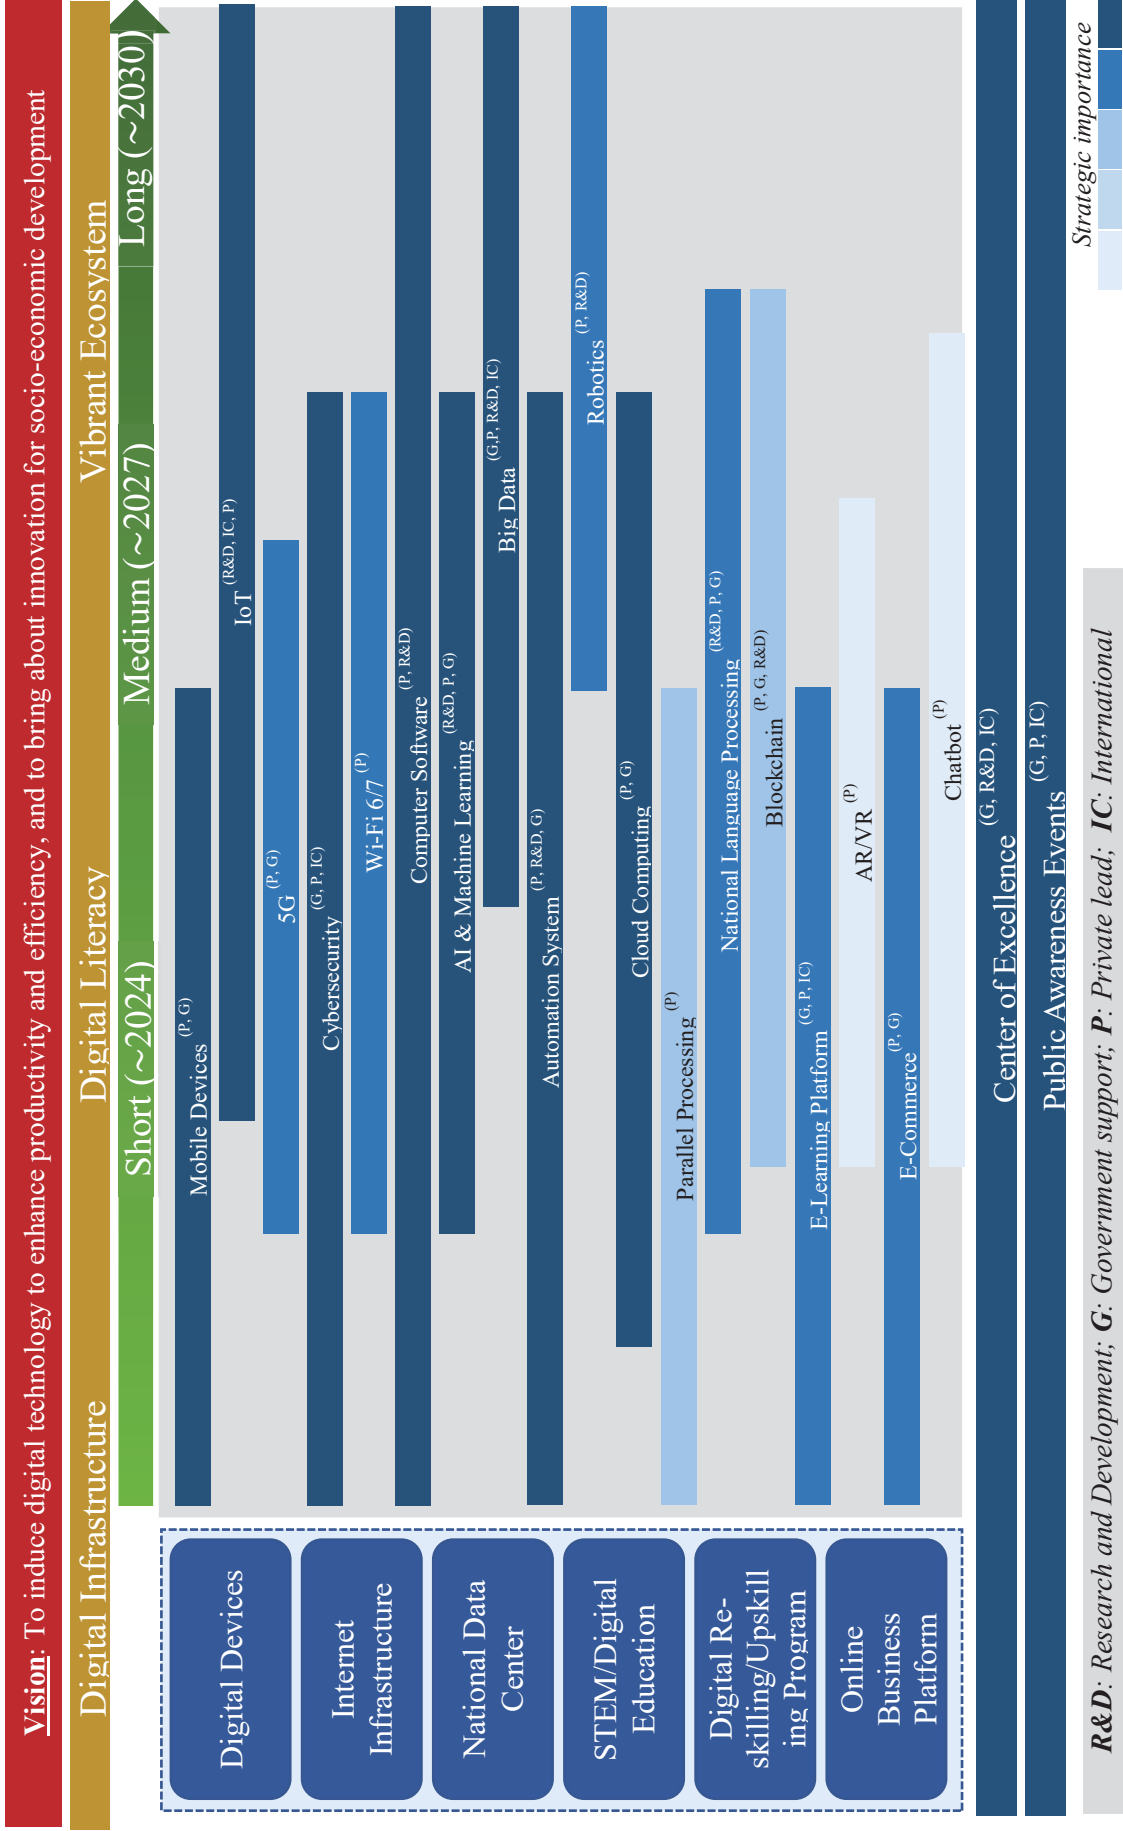 Vision: To induce digital technology to enhance productivity and efficiency, and to bring about innovation for socio-economic development
Digital Infrastructure
Digital Literacy
Vibrant Ecosystem
Short (~2024)
Medium (~2027)
Long (~2030)
Digital Devices
Internet
Infrastructure
National Data
Center
STEM/Digital
Education
Digital Re-
skilling/Upskill
ing Program
Online
Business
Platform
Mobile Devices (P, G)
IoT (R&D, IC, P)
5G (P, G)
Cybersecurity (G, P, IC)
Wi-Fi 6/7 (P)
Computer Software (P, R&D)
AI & Machine Learning (R&D, P, G)
Big Data (G,P, R&D, IC)
Automation System (P, R&D, G)
Robotics (P, R&D)
Cloud Computing (P, G)
Parallel Processing (P)
National Language Processing (R&D, P, G)
Blockchain (P, G, R&D)
E-Learning Platform (G, P, IC)
AR/VR (P)
E-Commerce (P, G)
Chatbot (P)
Center of Excellence (G, R&D, IC)
Public Awareness Events (G, P, IC)
Strategic importance
R&D: Research and Development; G: Government support; P: Private lead; IC: International